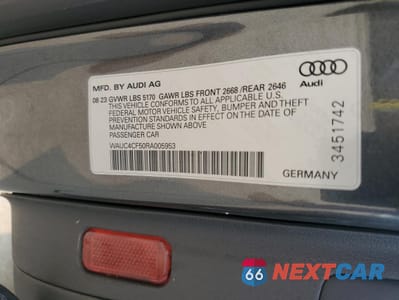 MFD. BY AUDI AG
08 23 GVWR LBS 5170 GAWR LBS FRONT 2668 /REAR 2646
THIS VEHICLE CONFORMS TO ALL APPLICABLE U.S.
FEDERAL MOTOR VEHICLE SAFETY, BUMPER AND THEFT
PREVENTION STANDARDS IN EFFECT ON THE DATE OF
MANUFACTURE SHOWN ABOVE
PASSENGER CAR
WAUC4CF50RA005953
Audi
3451742
GERMANY
66 NEXTCAR